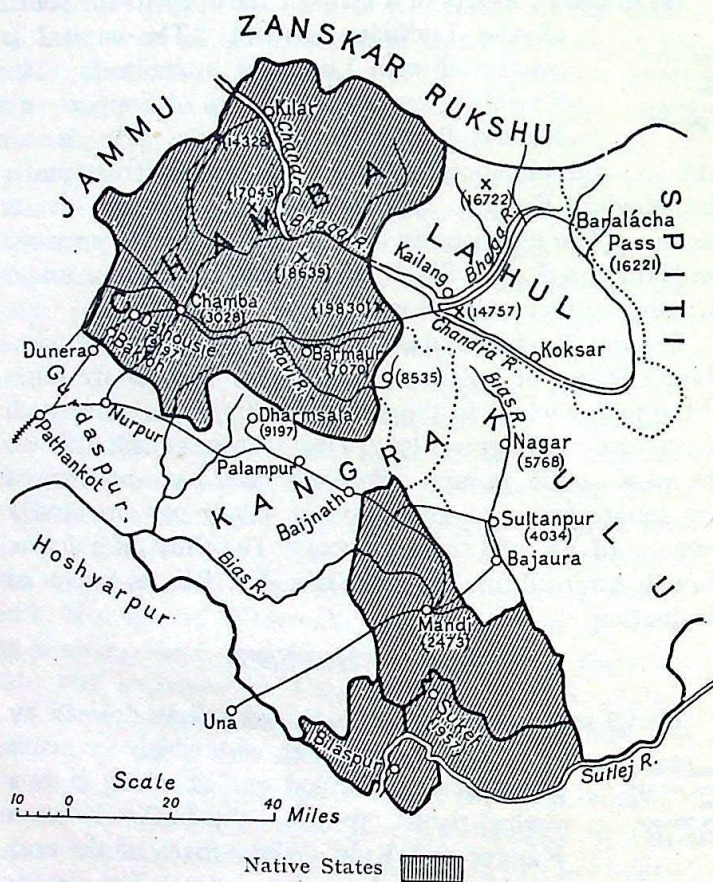 ZANSKAR RUKSHU
JAMMU
Kilar
(14328)
Chandra
(17045)
CHAMBA
Bhaga R.
(18639)
(16722)
Bhaga R.
Baralácha
Pass
(16221)
SPITI
LAHUL
Kailang
Chamba
(3028)
(19830)
(14757)
Chandra R.
Koksar
Dalhousie
Bakloh
Dunera
Ravi R.
Barmaur
(7070)
(8535)
Bias R.
KULU
Gurdaspur
Nurpur
Pathankot
Dharmsala
(9197)
Nagar
(5768)
Palampur
KANGRA
Baijnath
Sultanpur
(4034)
Bajaura
Hoshyarpur
Bias R.
Mandi
(2473)
Una
Suket
Bilaspur
Sutlej R.
Scale
10 0 20 40 Miles
Native States